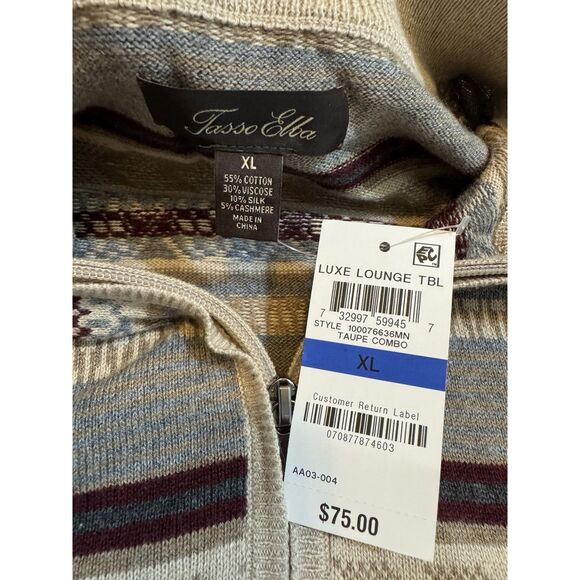 Tasso Elba
XL
55% COTTON
30% VISCOSE
10% SILK
5% CASHMERE
MADE IN
CHINA
LUXE LOUNGE TBL
7 32997 59945 7
STYLE 100076636MN
TAUPE COMBO
XL
Customer Return Label
070877874603
AA03-004
$75.00